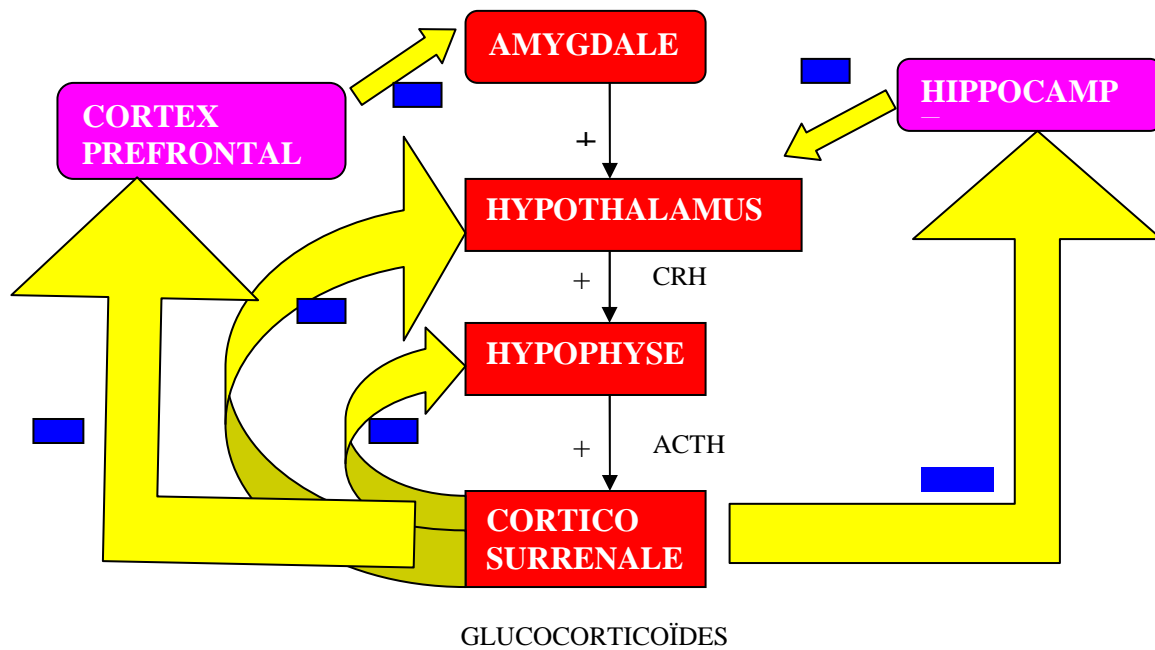 AMYGDALE
HIPPOCAMP
CORTEX
PREFRONTAL
+
HYPOTHALAMUS
+ CRH
HYPOPHYSE
+ ACTH
CORTICO
SURRENALE
GLUCOCORTICOÏDES